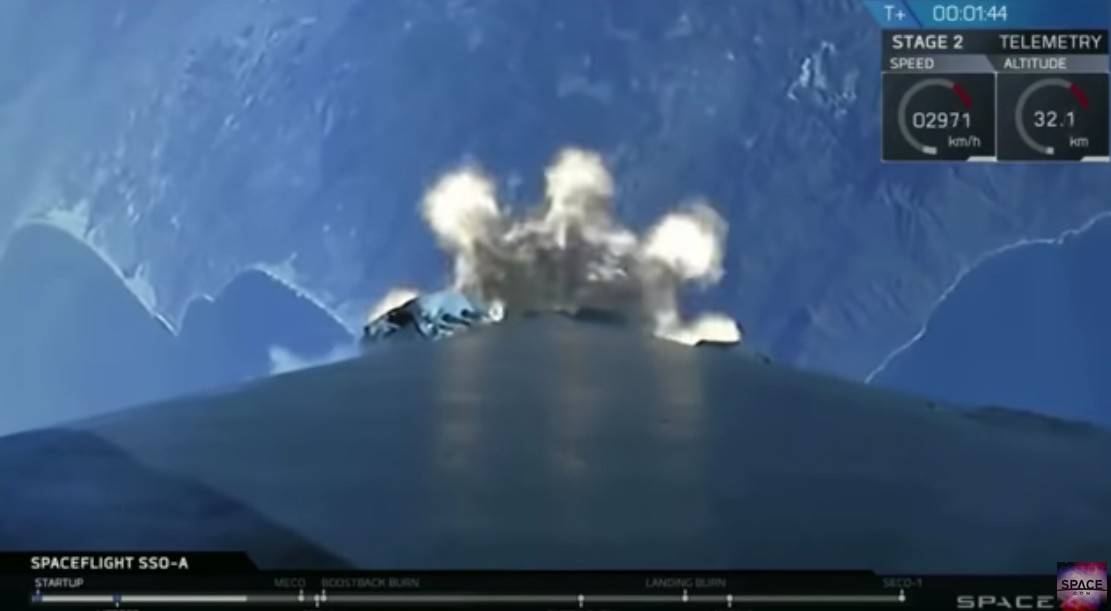 T+ 00:01:44
STAGE 2 TELEMETRY
SPEED ALTITUDE
02971 32.1
km/h km
SPACEFLIGHT SSO-A
STARTUP MECO BOOSTBACK BURN LANDING BURN SECO-1
SPACE
SPACE